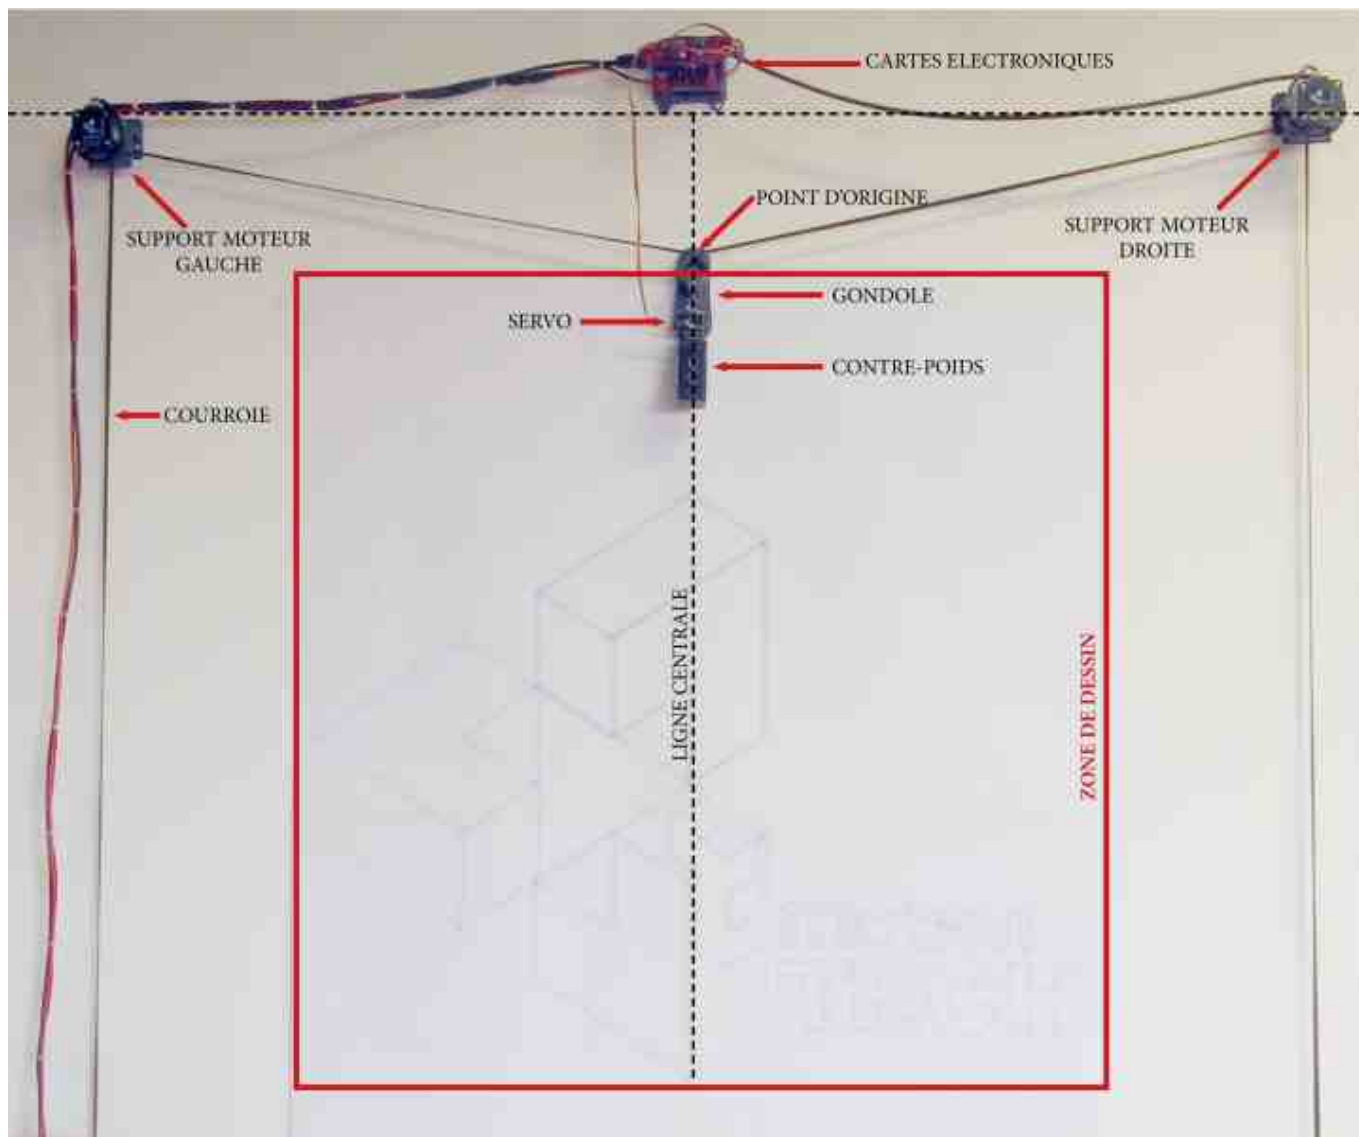 CARTES ELECTRONIQUES
POINT D'ORIGINE
SUPPORT MOTEUR
GAUCHE
SUPPORT MOTEUR
DROITE
GONDOLE
SERVO
CONTRE-POIDS
COURROIE
LIGNE CENTRALE
ZONE DE DESSIN